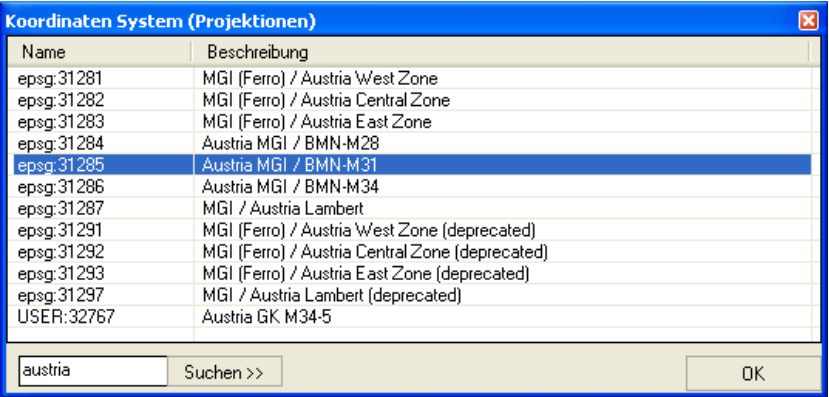 Koordinaten System (Projektionen)
Name Beschreibung
epsg:31281 MGI (Ferro) / Austria West Zone
epsg:31282 MGI (Ferro) / Austria Central Zone
epsg:31283 MGI (Ferro) / Austria East Zone
epsg:31284 Austria MGI / BMN-M28
epsg:31285 Austria MGI / BMN-M31
epsg:31286 Austria MGI / BMN-M34
epsg:31287 MGI / Austria Lambert
epsg:31291 MGI (Ferro) / Austria West Zone (deprecated)
epsg:31292 MGI (Ferro) / Austria Central Zone (deprecated)
epsg:31293 MGI (Ferro) / Austria East Zone (deprecated)
epsg:31297 MGI / Austria Lambert (deprecated)
USER:32767 Austria GK M34-5
austria Suchen >> OK